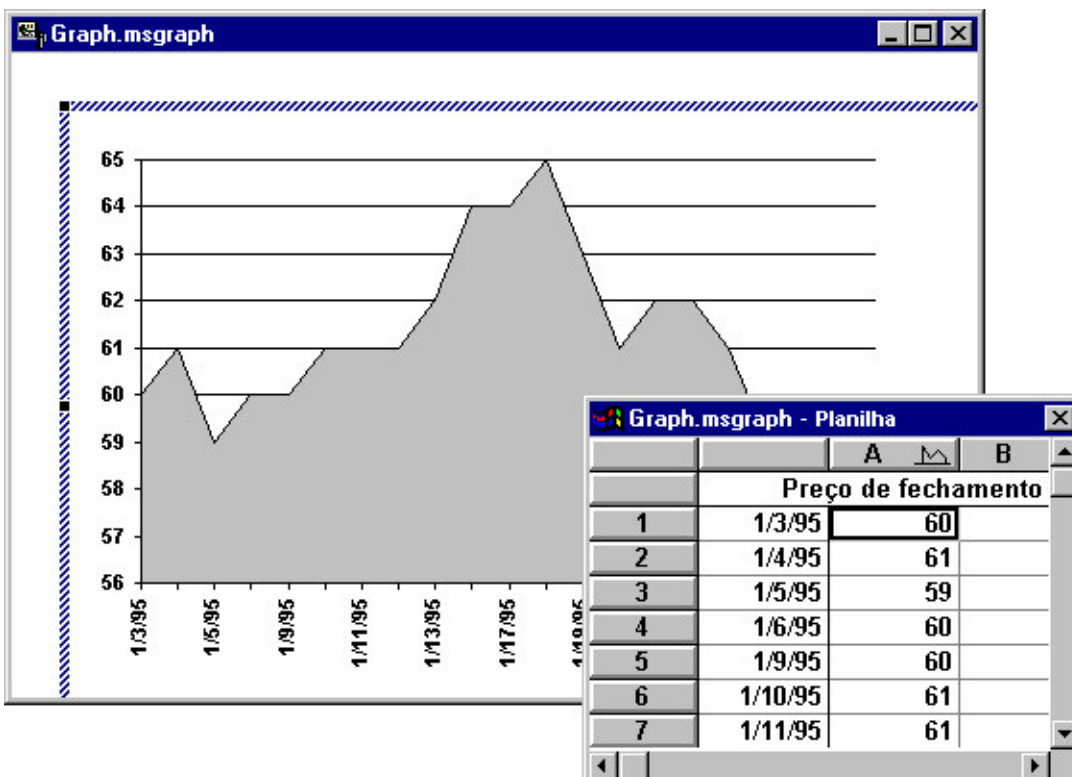 Graph.msgraph
65
64
63
62
61
60
59
58
57
56
1/3/95
1/5/95
1/9/95
1/11/95
1/13/95
1/17/95
1/19/95
Graph.msgraph - Planilha
A B
Preço de fechamento
1 1/3/95 60
2 1/4/95 61
3 1/5/95 59
4 1/6/95 60
5 1/9/95 60
6 1/10/95 61
7 1/11/95 61